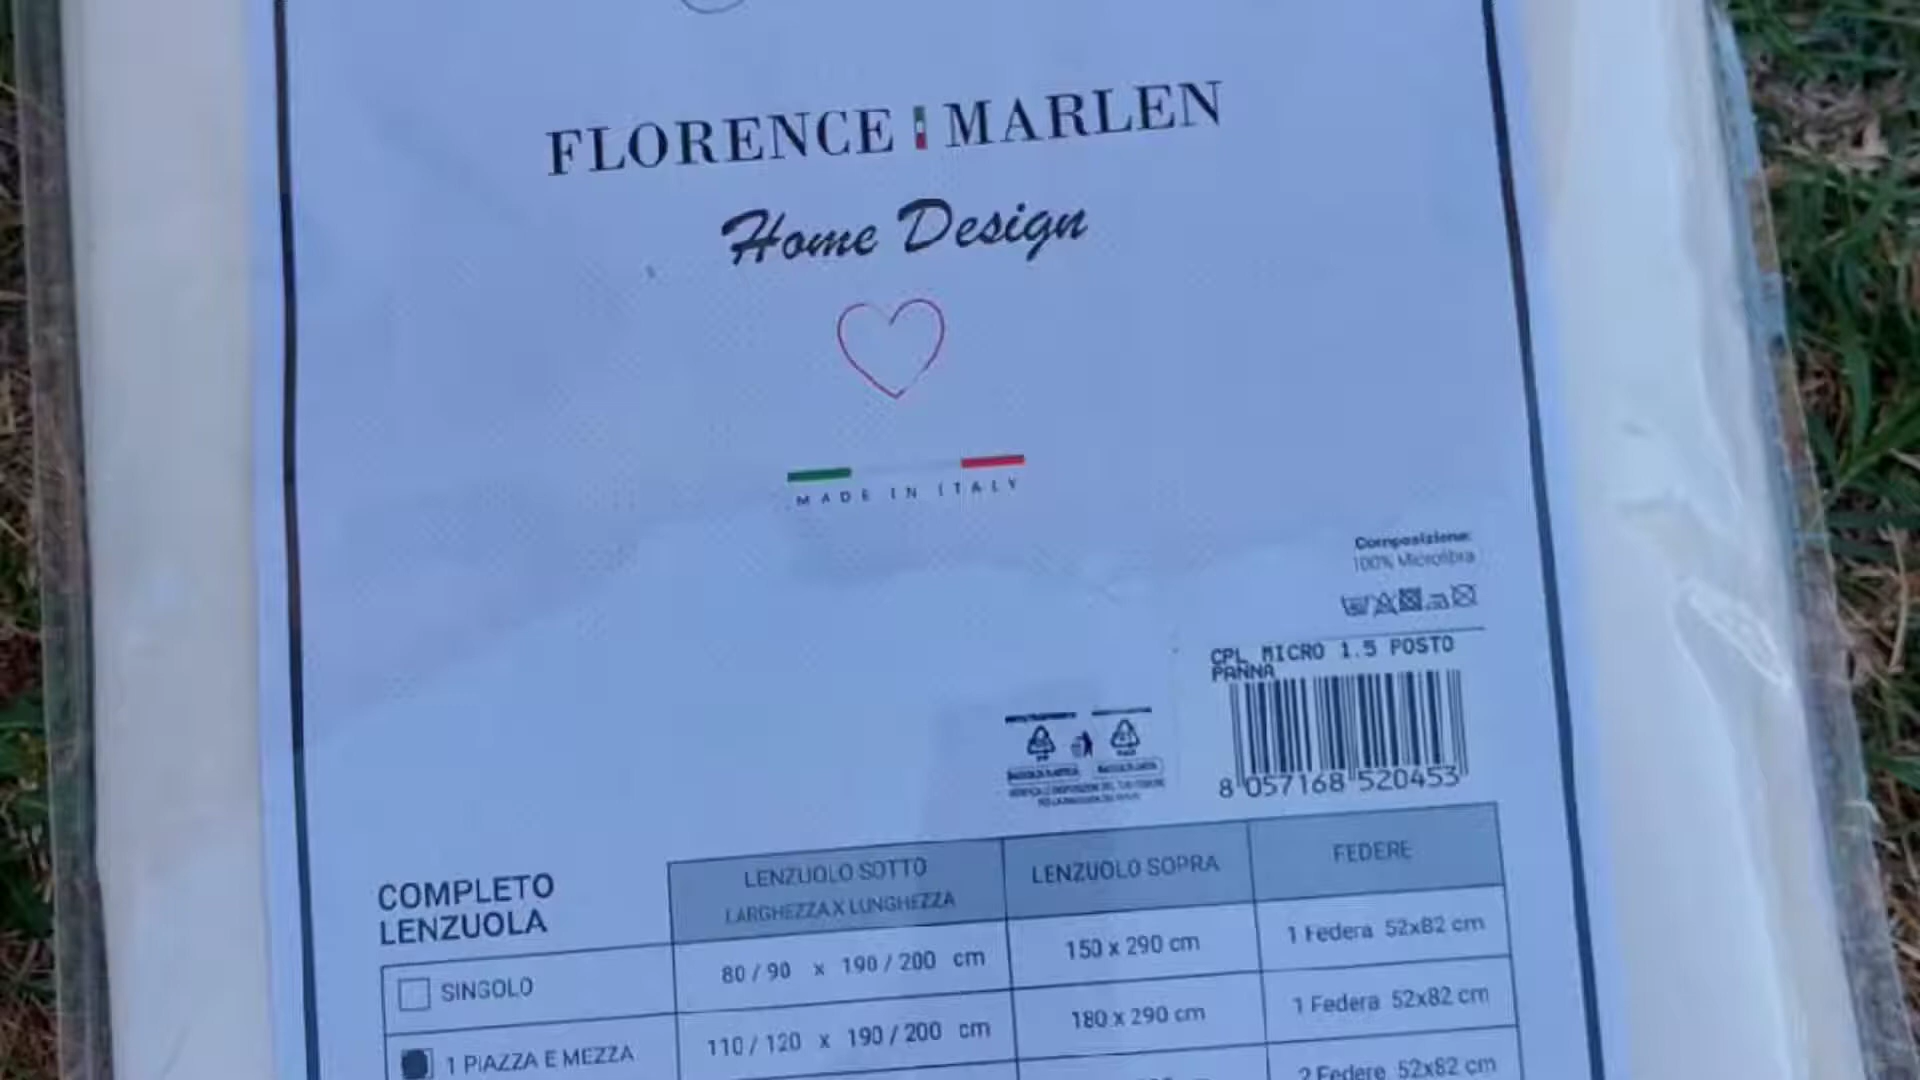 FLORENCE MARLEN
Home Design
MADE IN ITALY
Composizione:
100% Microfibra
CPL MICRO 1.5 POSTO
PANNA
8 057168 520453
COMPLETO
LENZUOLA
LENZUOLO SOTTO
LARGHEZZA X LUNGHEZZA
LENZUOLO SOPRA
FEDERE
SINGOLO
80 / 90 x 190 / 200 cm
150 x 290 cm
1 Federa 52x82 cm
1 PIAZZA E MEZZA
110 / 120 x 190 / 200 cm
180 x 290 cm
1 Federa 52x82 cm
2 Federe 52x82 cm